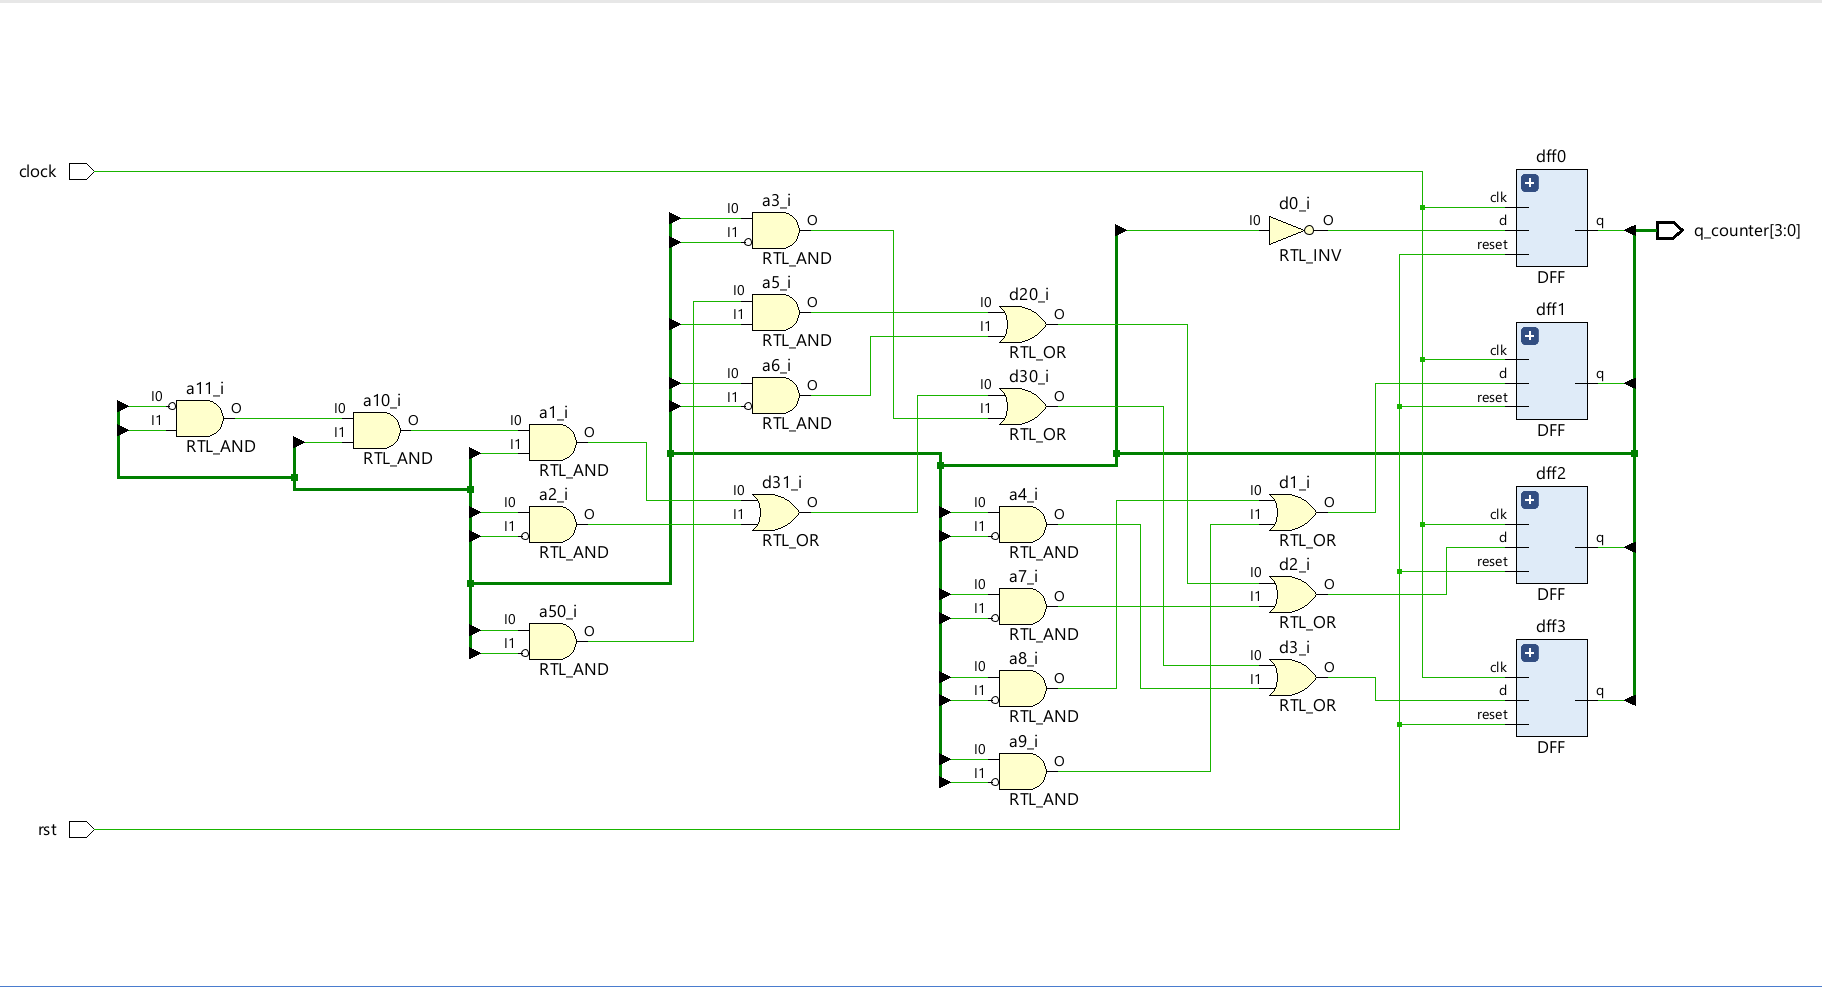 clock
rst
a11_i
I0
I1
O
RTL_AND
a10_i
I0
I1
O
RTL_AND
a1_i
I0
I1
O
RTL_AND
a2_i
I0
I1
O
RTL_AND
a50_i
I0
I1
O
RTL_AND
a3_i
I0
I1
O
RTL_AND
a5_i
I0
I1
O
RTL_AND
a6_i
I0
I1
O
RTL_AND
d31_i
I0
I1
O
RTL_OR
d20_i
I0
I1
O
RTL_OR
d30_i
I0
I1
O
RTL_OR
a4_i
I0
I1
O
RTL_AND
a7_i
I0
I1
O
RTL_AND
a8_i
I0
I1
O
RTL_AND
a9_i
I0
I1
O
RTL_AND
d0_i
I0
O
RTL_INV
d1_i
I0
I1
O
RTL_OR
d2_i
I0
I1
O
RTL_OR
d3_i
I0
I1
O
RTL_OR
dff0
clk
d
q
reset
DFF
dff1
clk
d
q
reset
DFF
dff2
clk
d
q
reset
DFF
dff3
clk
d
q
reset
DFF
q_counter[3:0]